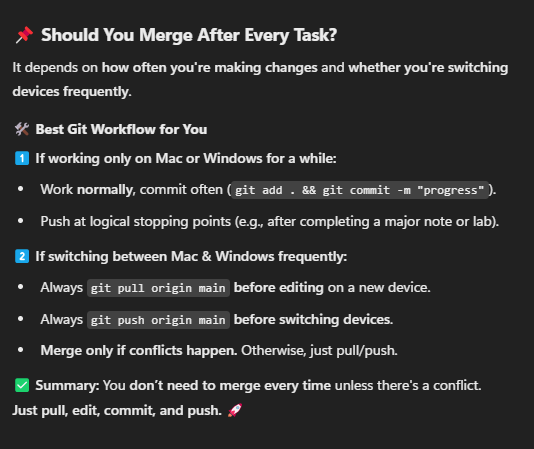 📌 Should You Merge After Every Task?
It depends on how often you're making changes and whether you're switching
devices frequently.
🛠 Best Git Workflow for You
1️⃣ If working only on Mac or Windows for a while:
• Work normally, commit often (git add . && git commit -m "progress").
• Push at logical stopping points (e.g., after completing a major note or lab).
2️⃣ If switching between Mac & Windows frequently:
• Always git pull origin main before editing on a new device.
• Always git push origin main before switching devices.
• Merge only if conflicts happen. Otherwise, just pull/push.
✅ Summary: You don’t need to merge every time unless there's a conflict.
Just pull, edit, commit, and push. 🚀